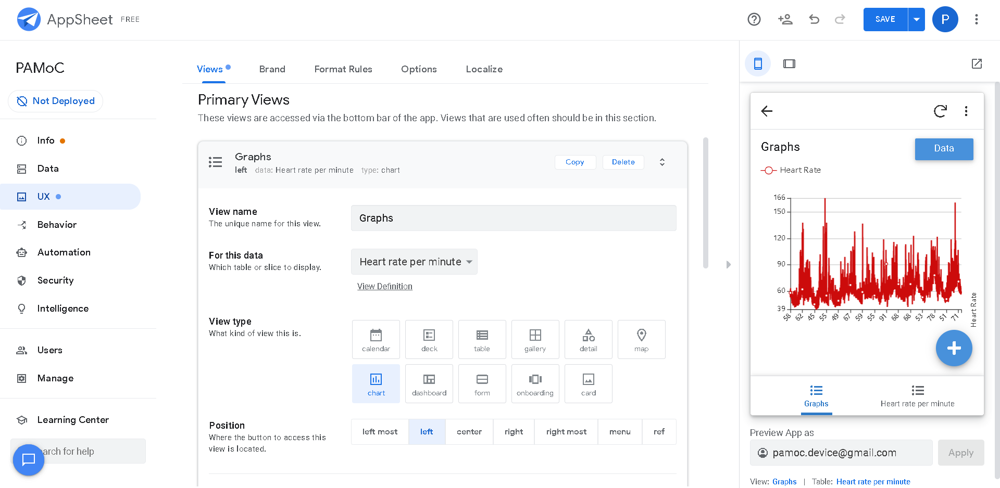 AppSheet FREE
SAVE
P
PAMoC
Not Deployed
Info
Data
UX
Behavior
Automation
Security
Intelligence
Users
Manage
Learning Center
arch for help
Views Brand Format Rules Options Localize
Primary Views
These views are accessed via the bottom bar of the app. Views that are used often should be in this section.
Graphs
left data: Heart rate per minute type: chart
Copy Delete
View name
The unique name for this view.
Graphs
For this data
Which table or slice to display.
Heart rate per minute
View Definition
View type
What kind of view this is.
calendar deck table gallery detail map
chart dashboard form onboarding card
Position
Where the button to access this
view is located.
left most left center right right most menu ref
Graphs
Data
Heart Rate
166
150
120
90
60
39
58 62 45 55 49 67 59 55 91 68 68 53 78 51 71
Heart Rate
Graphs Heart rate per minute
Preview App as
pamoc.device@gmail.com
Apply
View: Graphs | Table: Heart rate per minute